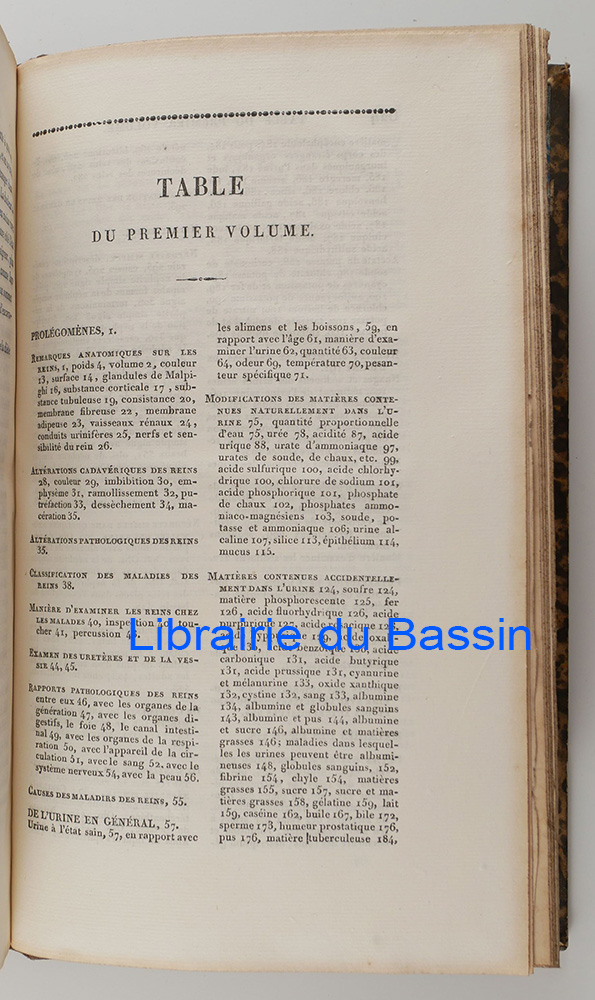 TABLE
DU PREMIER VOLUME.
PROLÉGOMÈNES, 1.
REMARQUES ANATOMIQUES SUR LES
REINS, 1, poids 4, volume 2, couleur
13, surface 14, glandules de Malpi-
ghi 16, substance corticale 17, sub-
stance tubuleuse 19, consistance 20,
membrane fibreuse 22, membrane
adipeuse 23, vaisseaux rénaux 24,
conduits urinifères 25, nerfs et sen-
sibilité du rein 26.
ALTÉRATIONS CADAVÉRIQUES DES REINS
28, couleur 29, imbibition 30, em-
physème 31, ramollissement 32, pu-
tréfaction 33, dessèchement 34, ma-
cération 35.
ALTÉRATIONS PATHOLOGIQUES DES REINS
35.
CLASSIFICATION DES MALADIES DES
REINS 38.
MANIÈRE D'EXAMINER LES REINS CHEZ
LES MALADES 40, inspection 40, tou-
cher 41, percussion 43.
EXAMEN DES URETÈRES ET DE LA VES-
SIE 44, 45.
RAPPORTS PATHOLOGIQUES DES REINS
entre eux 46, avec les organes de la
génération 47, avec les organes di-
gestifs, le foie 48, le canal intesti-
nal 49, avec les organes de la respi-
ration 50, avec l'appareil de la cir-
culation 51, avec le sang 52, avec le
système nerveux 54, avec la peau 56.
CAUSES DES MALADIRS DES REINS, 55.
DE L'URINE EN GÉNÉRAL, 57.
Urine à l'état sain, 57, en rapport avec
les alimens et les boissons, 59, en
rapport avec l'âge 61, manière d'exa-
miner l'urine 62, quantité 63, couleur
64, odeur 69, température 70, pesan-
teur spécifique 71.
MODIFICATIONS DES MATIÈRES CONTE-
NUES NATURELLEMENT DANS L'U-
RINE 75, quantité proportionnelle
d'eau 75, urée 78, acidité 87, acide
urique 88, urate d'ammoniaque 97,
urates de soude, de chaux, etc. 99,
acide sulfurique 100, acide chlorhy-
drique 100, chlorure de sodium 101,
acide phosphorique 101, phosphate
de chaux 102, phosphates ammo-
niaco-magnésiens 103, soude, po-
tasse et ammoniaque 106; urine al-
caline 107, silice 113, épithélium 114,
mucus 115.
MATIÈRES CONTENUES ACCIDENTELLE-
MENT DANS L'URINE 124, soufre 124,
matière phosphorescente 125, fer
126, acide fluorhydrique 126, acide
purpurique 127, acide rosacique
acide hippurique 129, acide oxali-
que acide benzoïque acide
carbonique 131, acide butyrique
131, acide prussique 131, cyanurine
et mélanurine 133, oxide xanthique
132, cystine 132, sang 133, albumine
134, albumine et globules sanguins
143, albumine et pus 144, albumine
et sucre 146, albumine et matières
grasses 146; maladies dans lesquel-
les les urines peuvent être albumi-
neuses 148, globules sanguins, 152,
fibrine 154, chyle 154, matières
grasses 155, sucre 157, sucre et ma-
tières grasses 158, gélatine 159, lait
159, caséine 162, huile 167, bile 172,
sperme 173, humeur prostatique 176,
pus 176, matière tuberculeuse 184,
Librairie du Bassin